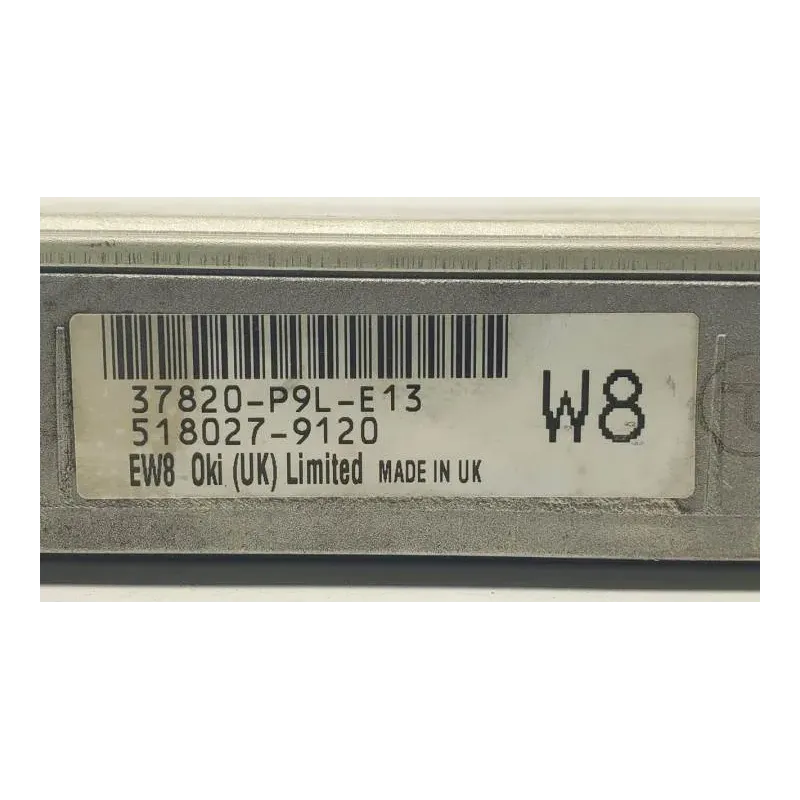 37820-P9L-E13
518027-9120
EW8 Oki (UK) Limited MADE IN UK
W8